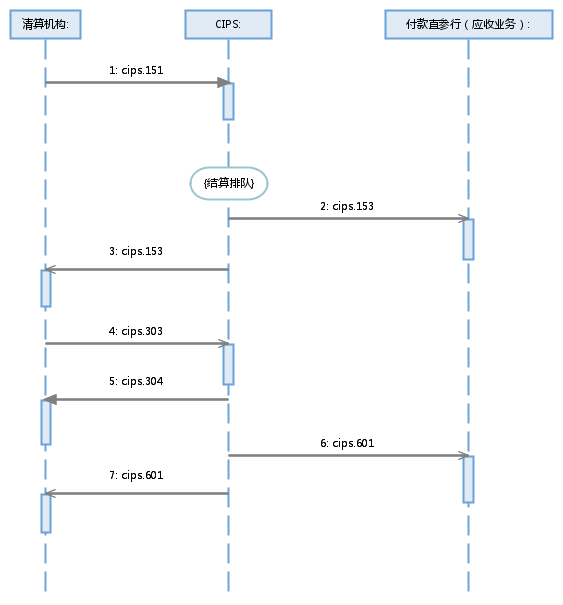 清算机构:
CIPS:
付款直参行（应收业务）:
1: cips.151
{结算排队}
2: cips.153
3: cips.153
4: cips.303
5: cips.304
6: cips.601
7: cips.601